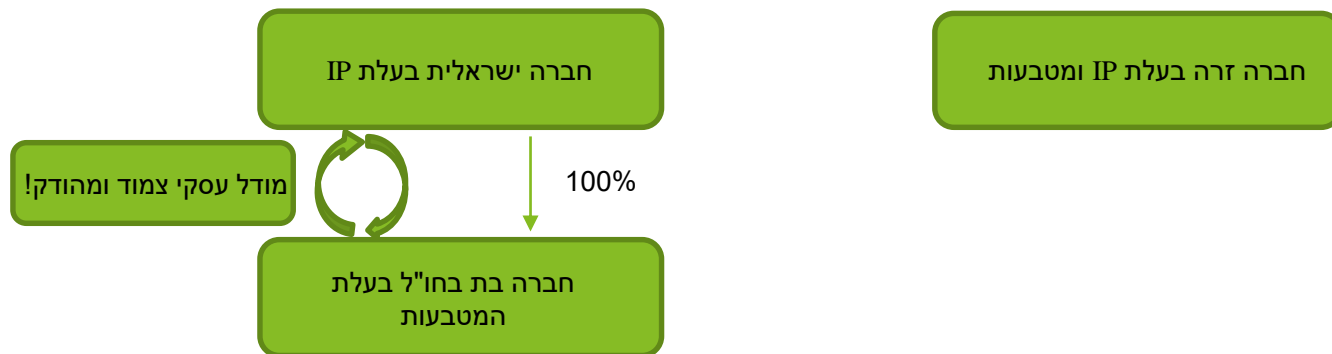 חברה ישראלית בעלת IP
חברה זרה בעלת IP ומטבעות
מודל עסקי צמוד ומהודק!
100%
חברה בת בחו"ל בעלת
המטבעות